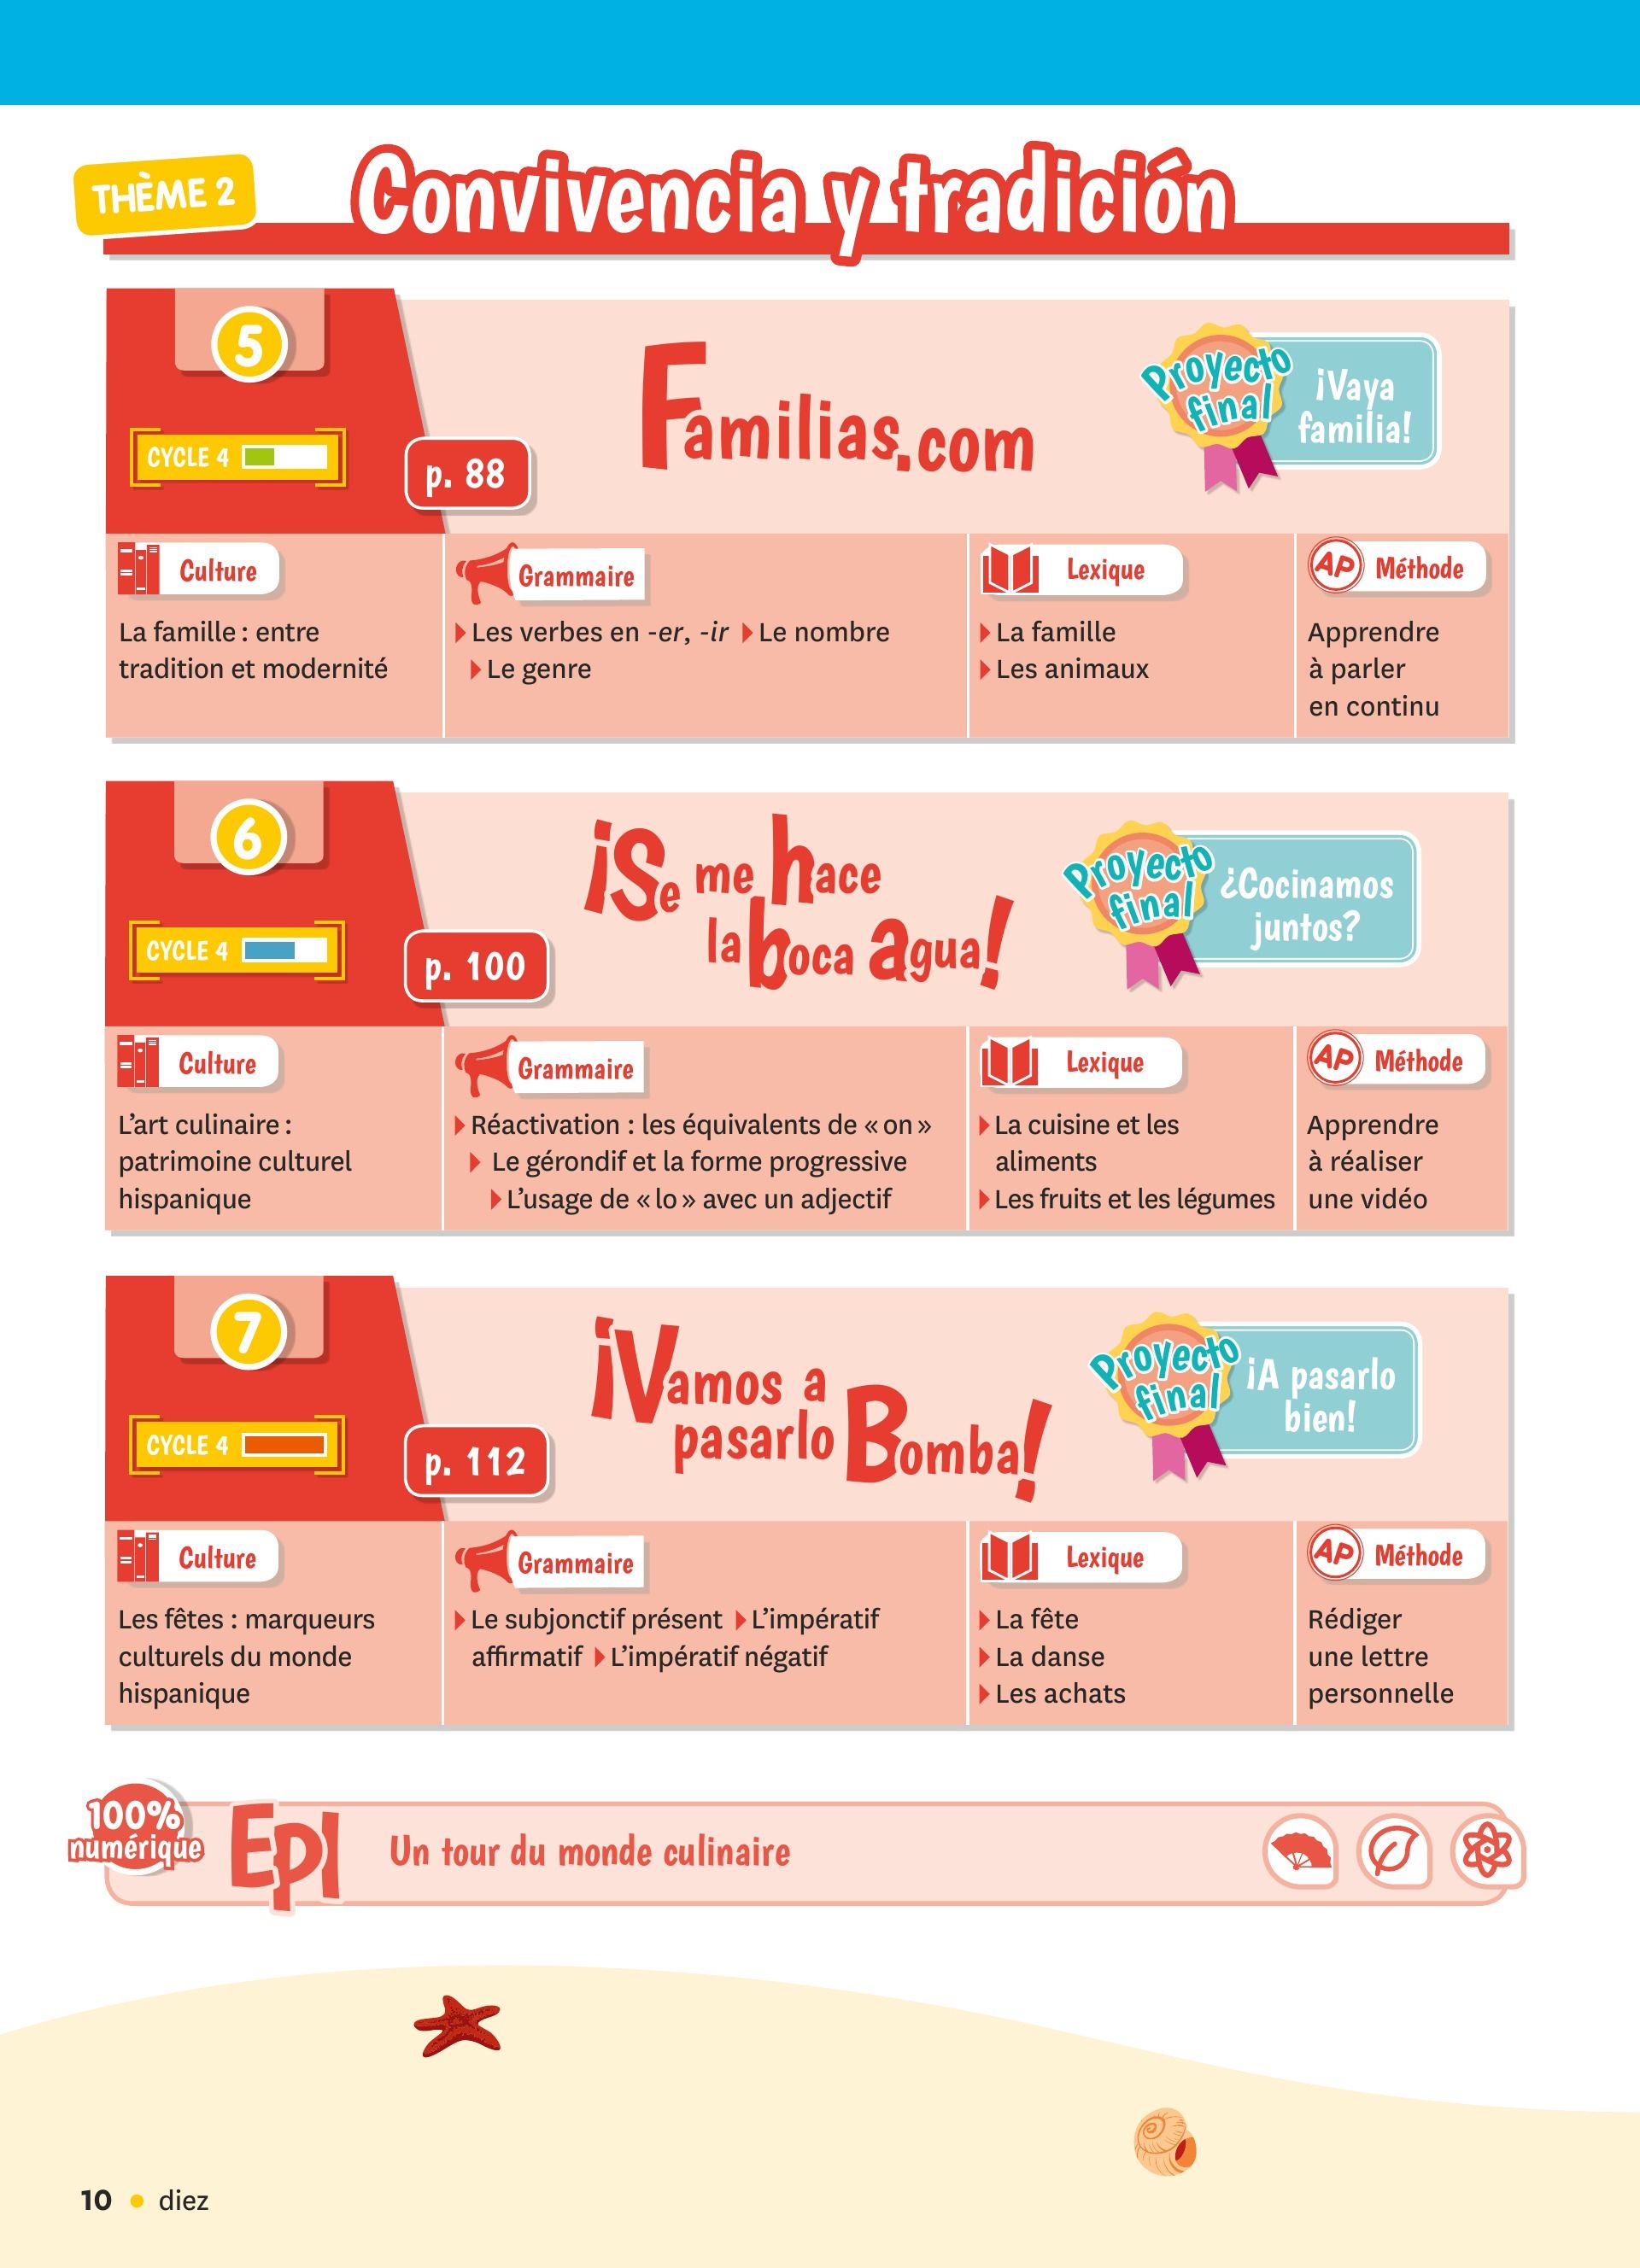 THÈME 2
Convivencia y tradición
5
CYCLE 4
p. 88
Familias.com
Proyecto
final
¡Vaya
familia!
Culture
La famille : entre
tradition et modernité
Grammaire
Les verbes en -er, -ir Le nombre
Le genre
Lexique
La famille
Les animaux
AP Méthode
Apprendre
à parler
en continu
6
CYCLE 4
p. 100
¡Se me hace
la boca agua!
Proyecto
final
¿Cocinamos
juntos?
Culture
L'art culinaire :
patrimoine culturel
hispanique
Grammaire
Réactivation : les équivalents de « on »
Le gérondif et la forme progressive
L'usage de « lo » avec un adjectif
Lexique
La cuisine et les
aliments
Les fruits et les légumes
AP Méthode
Apprendre
à réaliser
une vidéo
7
CYCLE 4
p. 112
¡Vamos a
pasarlo Bomba!
Proyecto
final
¡A pasarlo
bien!
Culture
Les fêtes : marqueurs
culturels du monde
hispanique
Grammaire
Le subjonctif présent L'impératif
affirmatif L'impératif négatif
Lexique
La fête
La danse
Les achats
AP Méthode
Rédiger
une lettre
personnelle
100%
numérique
EpI
Un tour du monde culinaire
10 • diez